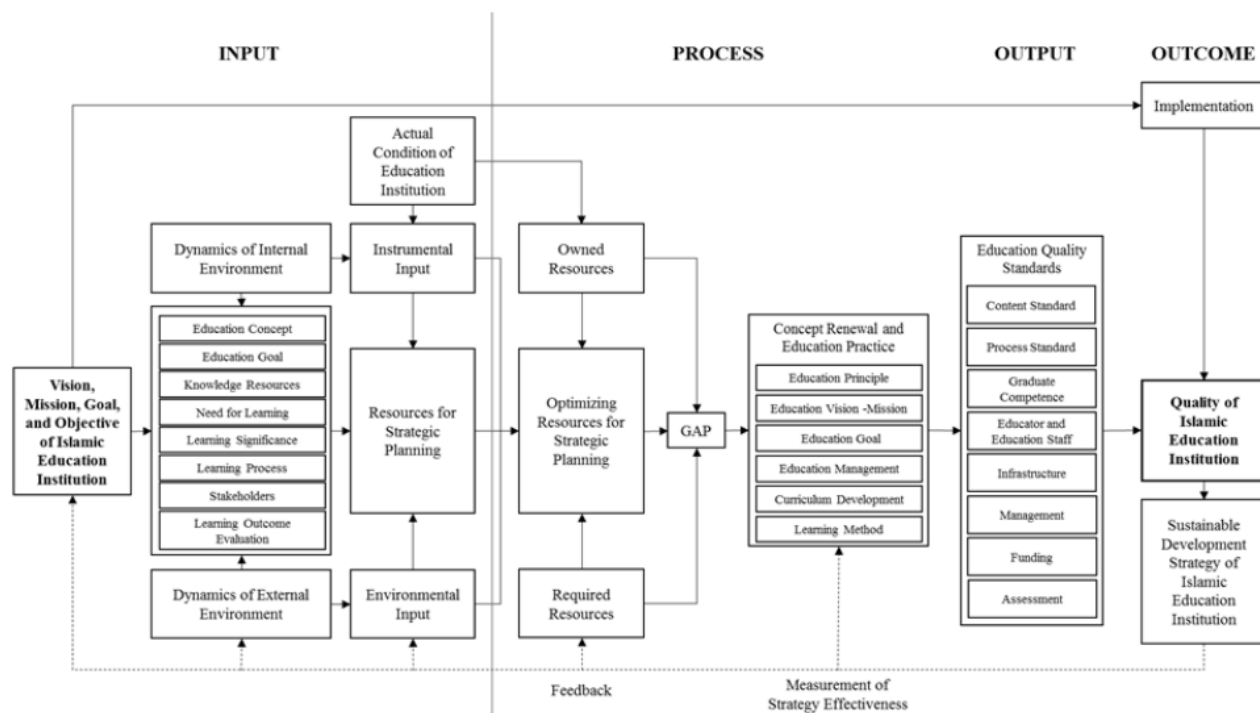 INPUT
PROCESS
OUTPUT
OUTCOME
Implementation
Actual
Condition of
Education
Institution
Dynamics of Internal
Environment
Instrumental
Input
Owned
Resources
Education Quality
Standards
Content Standard
Process Standard
Graduate
Competence
Educator and
Education Staff
Infrastructure
Management
Funding
Assessment
Vision,
Mission, Goal,
and Objective of Islamic
Education
Institution
Education Concept
Education Goal
Knowledge Resources
Need for Learning
Learning Significance
Learning Process
Stakeholders
Learning Outcome
Evaluation
Resources for
Strategic
Planning
Optimizing
Resources for
Strategic
Planning
GAP
Concept Renewal and
Education Practice
Education Principle
Education Vision -Mission
Education Goal
Education Management
Curriculum Development
Learning Method
Quality of
Islamic
Education
Institution
Sustainable
Development
Strategy of
Islamic
Education
Institution
Dynamics of External
Environment
Environmental
Input
Required
Resources
Feedback
Measurement of
Strategy Effectiveness